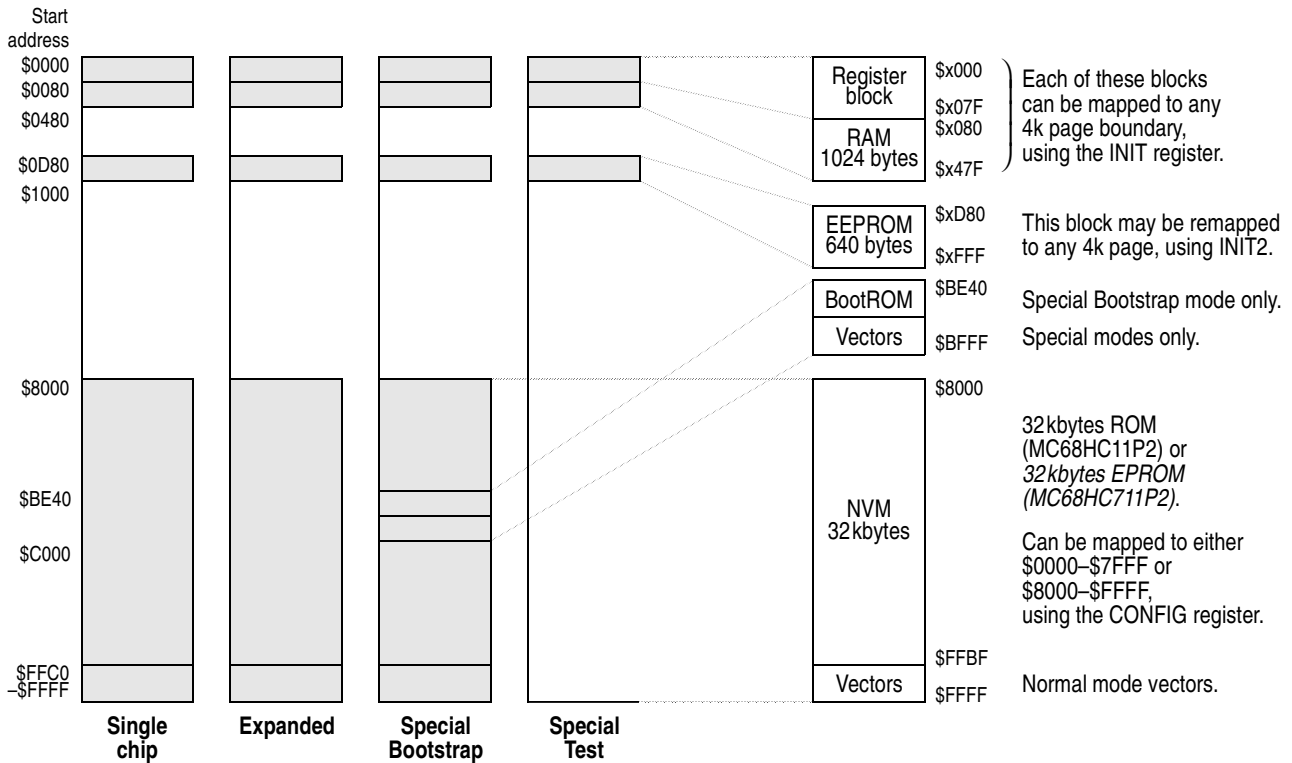 Start
address
$0000
$0080
$0480
$0D80
$1000
$8000
$BE40
$C000
$FFC0
–$FFFF
Single
chip
Expanded
Special
Bootstrap
Special
Test
Register
block
$x000
$x07F
RAM
1024 bytes
$x080
$x47F
Each of these blocks
can be mapped to any
4k page boundary,
using the INIT register.
EEPROM
640 bytes
$xD80
$xFFF
This block may be remapped
to any 4k page, using INIT2.
BootROM
$BE40
Special Bootstrap mode only.
Vectors
$BFFF
Special modes only.
$8000
NVM
32kbytes
32kbytes ROM
(MC68HC11P2) or
32kbytes EPROM
(MC68HC711P2).
Can be mapped to either
$0000–$7FFF or
$8000–$FFFF,
using the CONFIG register.
$FFBF
Vectors
$FFFF
Normal mode vectors.